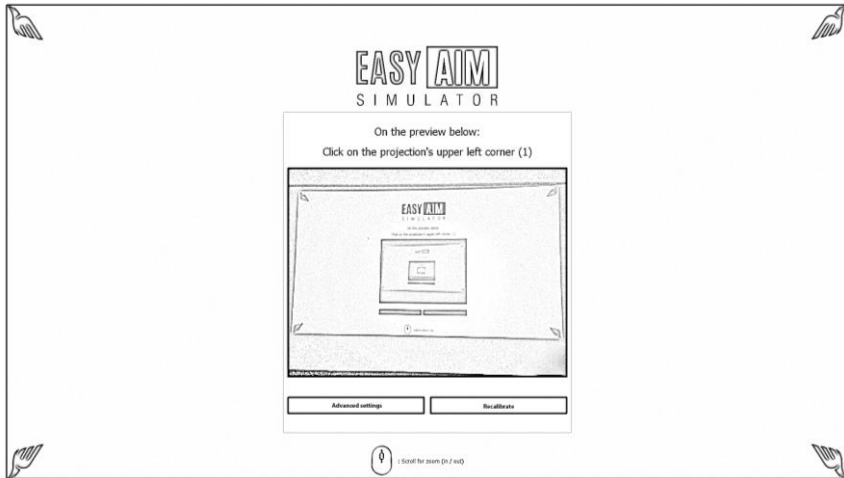 EASY AIM
SIMULATOR
On the preview below:
Click on the projection's upper left corner (1)
EASY AIM
SIMULATOR
Advanced settings
Recalibrate
: Scroll for zoom (in / out)